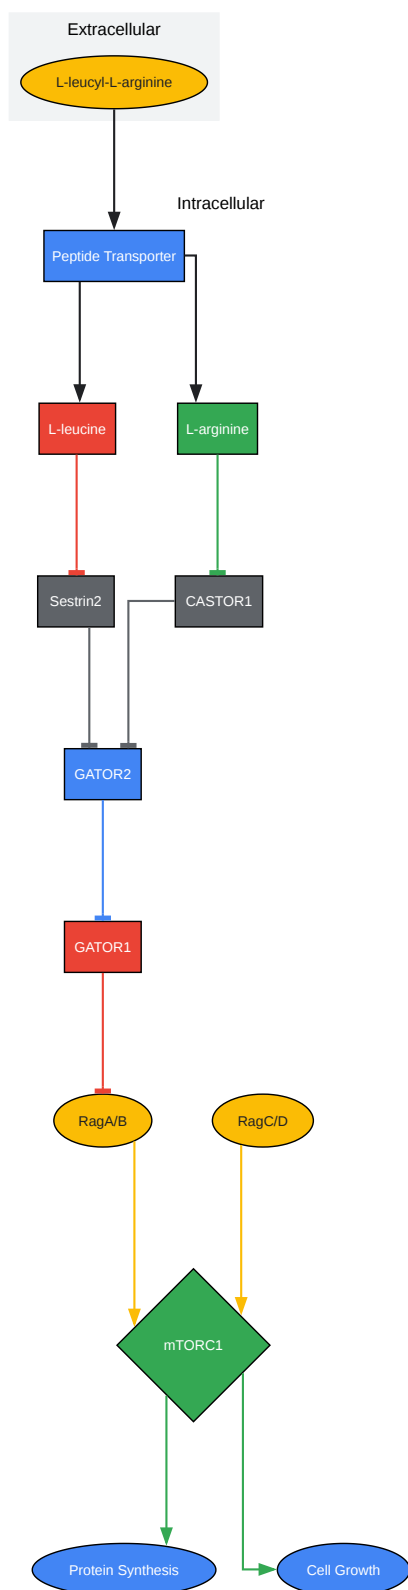 Extracellular
L-leucyl-L-arginine
Intracellular
Peptide Transporter
L-leucine
L-arginine
Sestrin2
CASTOR1
GATOR2
GATOR1
RagA/B
RagC/D
mTORC1
Protein Synthesis
Cell Growth